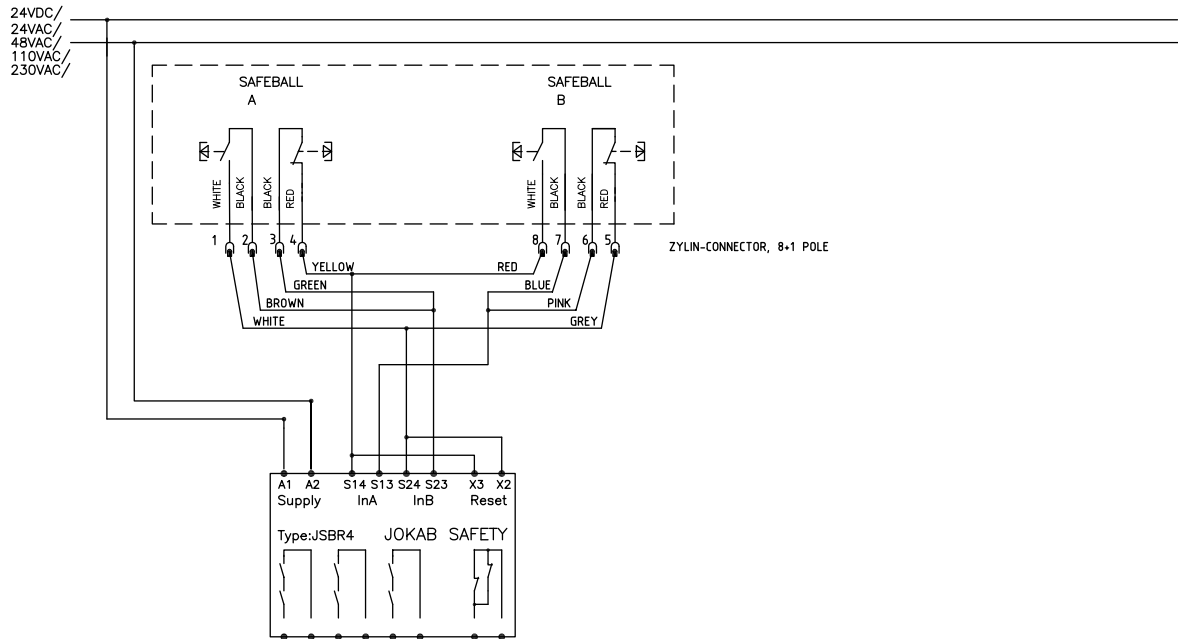 24VDC/
24VAC/
48VAC/
110VAC/
230VAC/
SAFEBALL SAFEBALL
A B
WHITE BLACK BLACK RED WHITE BLACK BLACK RED
1 2 3 4 8 7 6 5
ZYLIN-CONNECTOR, 8+1 POLE
YELLOW RED
GREEN BLUE
BROWN PINK
WHITE GREY
A1 A2 S14 S13 S24 S23 X3 X2
Supply InA InB Reset
Type:JSBR4 JOKAB SAFETY